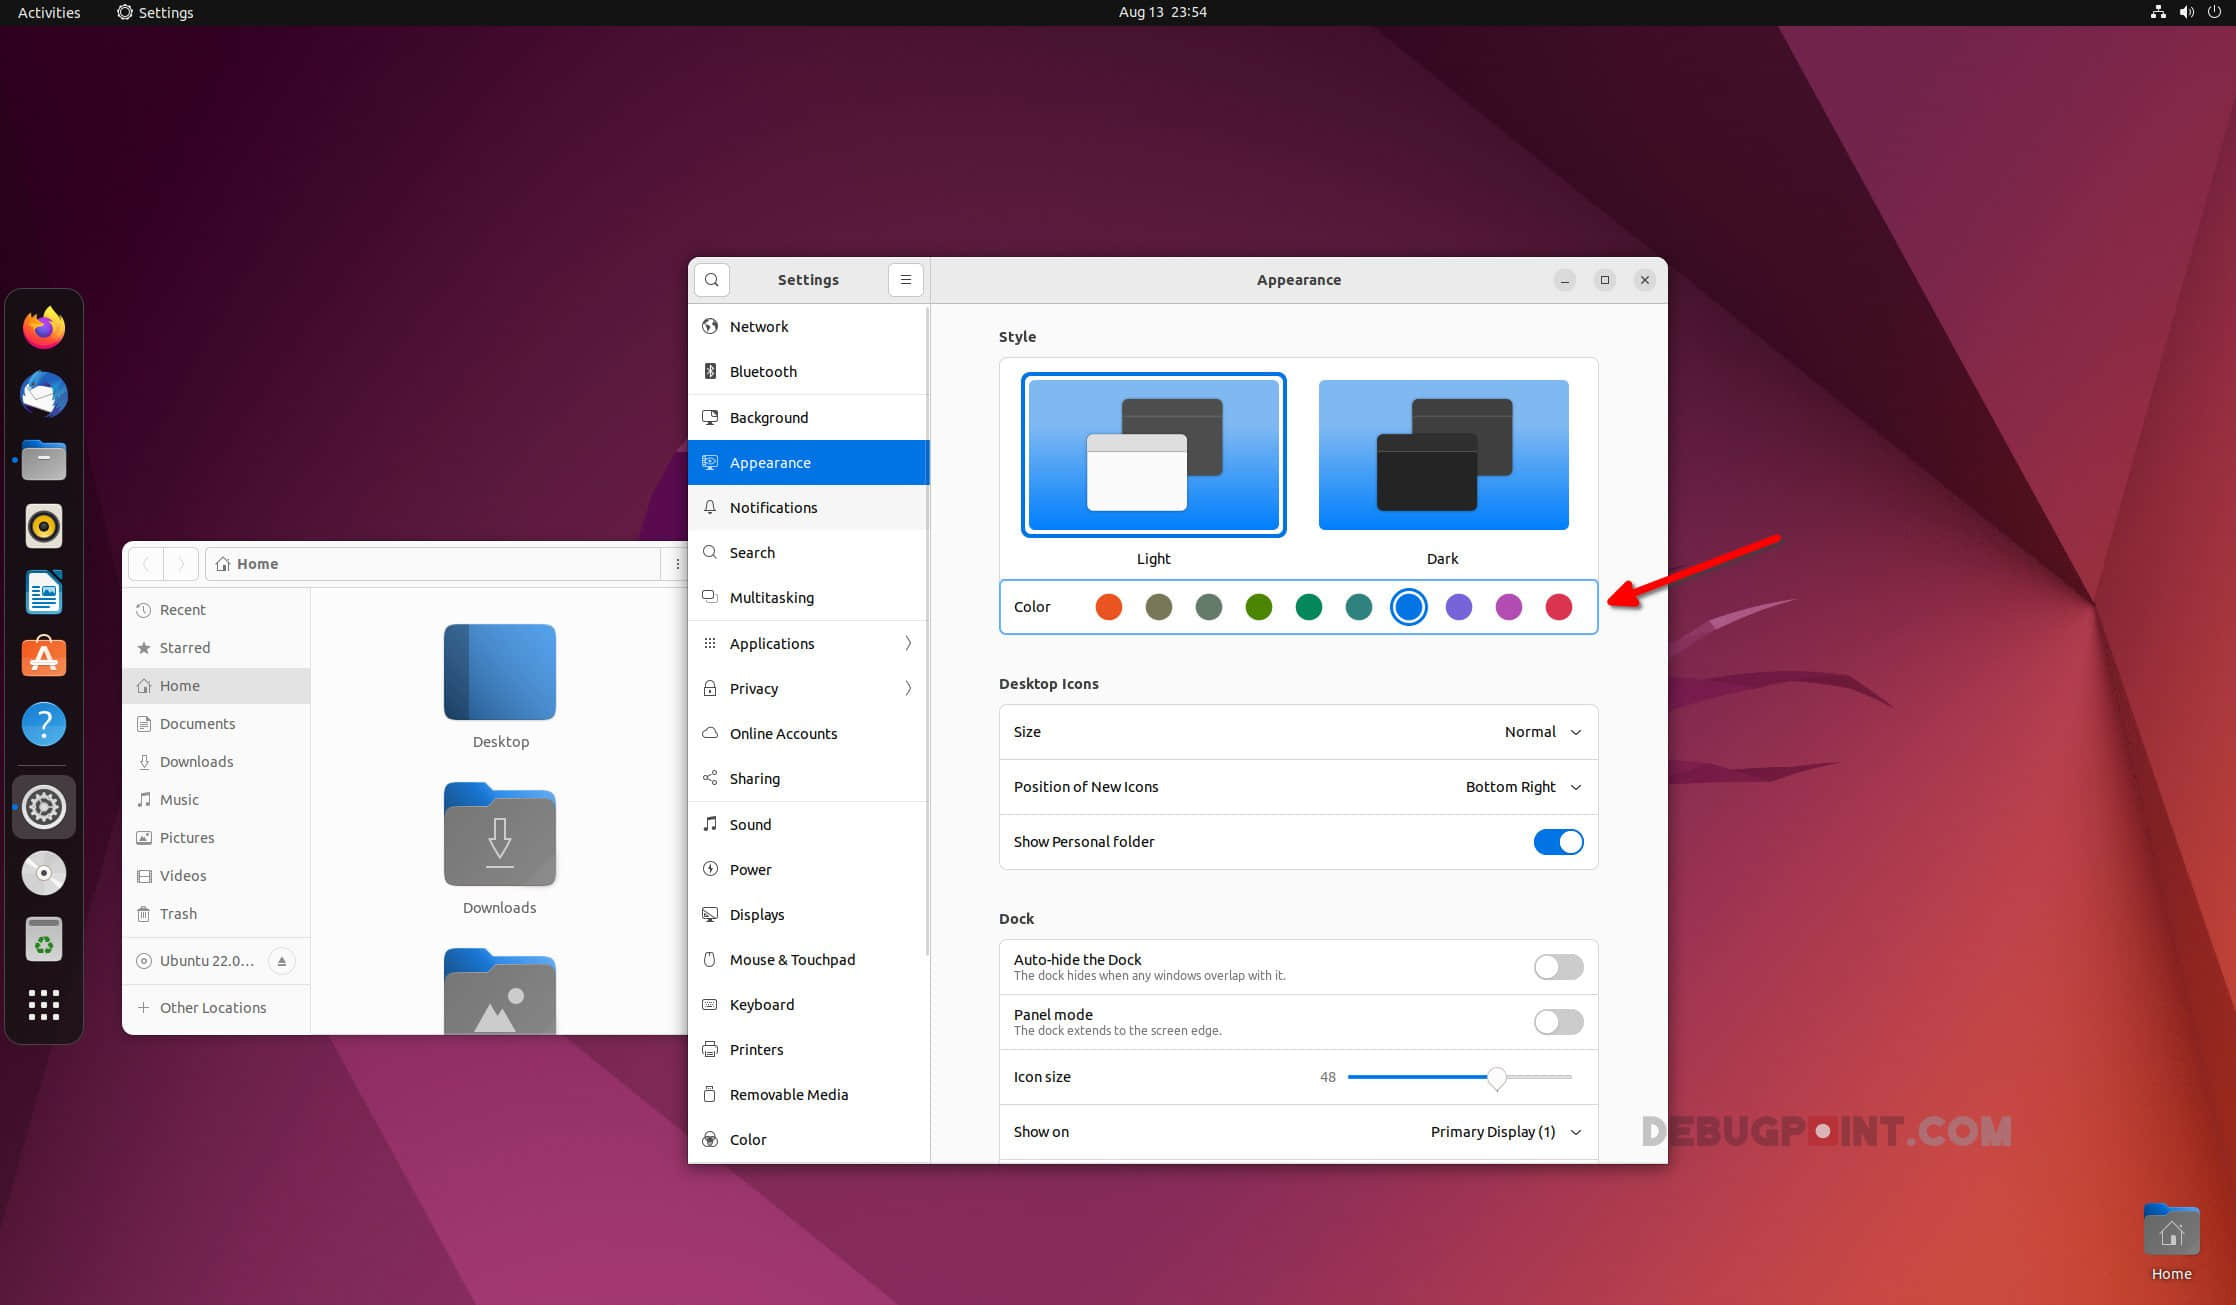 Activities
Settings
Aug 13 23:54
Home
Recent
Starred
Home
Documents
Downloads
Music
Pictures
Videos
Trash
Ubuntu 22.0...
Other Locations
Desktop
Downloads
Settings
Network
Bluetooth
Background
Appearance
Notifications
Search
Multitasking
Applications
Privacy
Online Accounts
Sharing
Sound
Power
Displays
Mouse & Touchpad
Keyboard
Printers
Removable Media
Color
Appearance
Style
Light
Dark
Color
Desktop Icons
Size Normal
Position of New Icons Bottom Right
Show Personal folder
Dock
Auto-hide the Dock
The dock hides when any windows overlap with it.
Panel mode
The dock extends to the screen edge.
Icon size 48
Show on Primary Display (1)
DEBUGPOINT.COM
Home